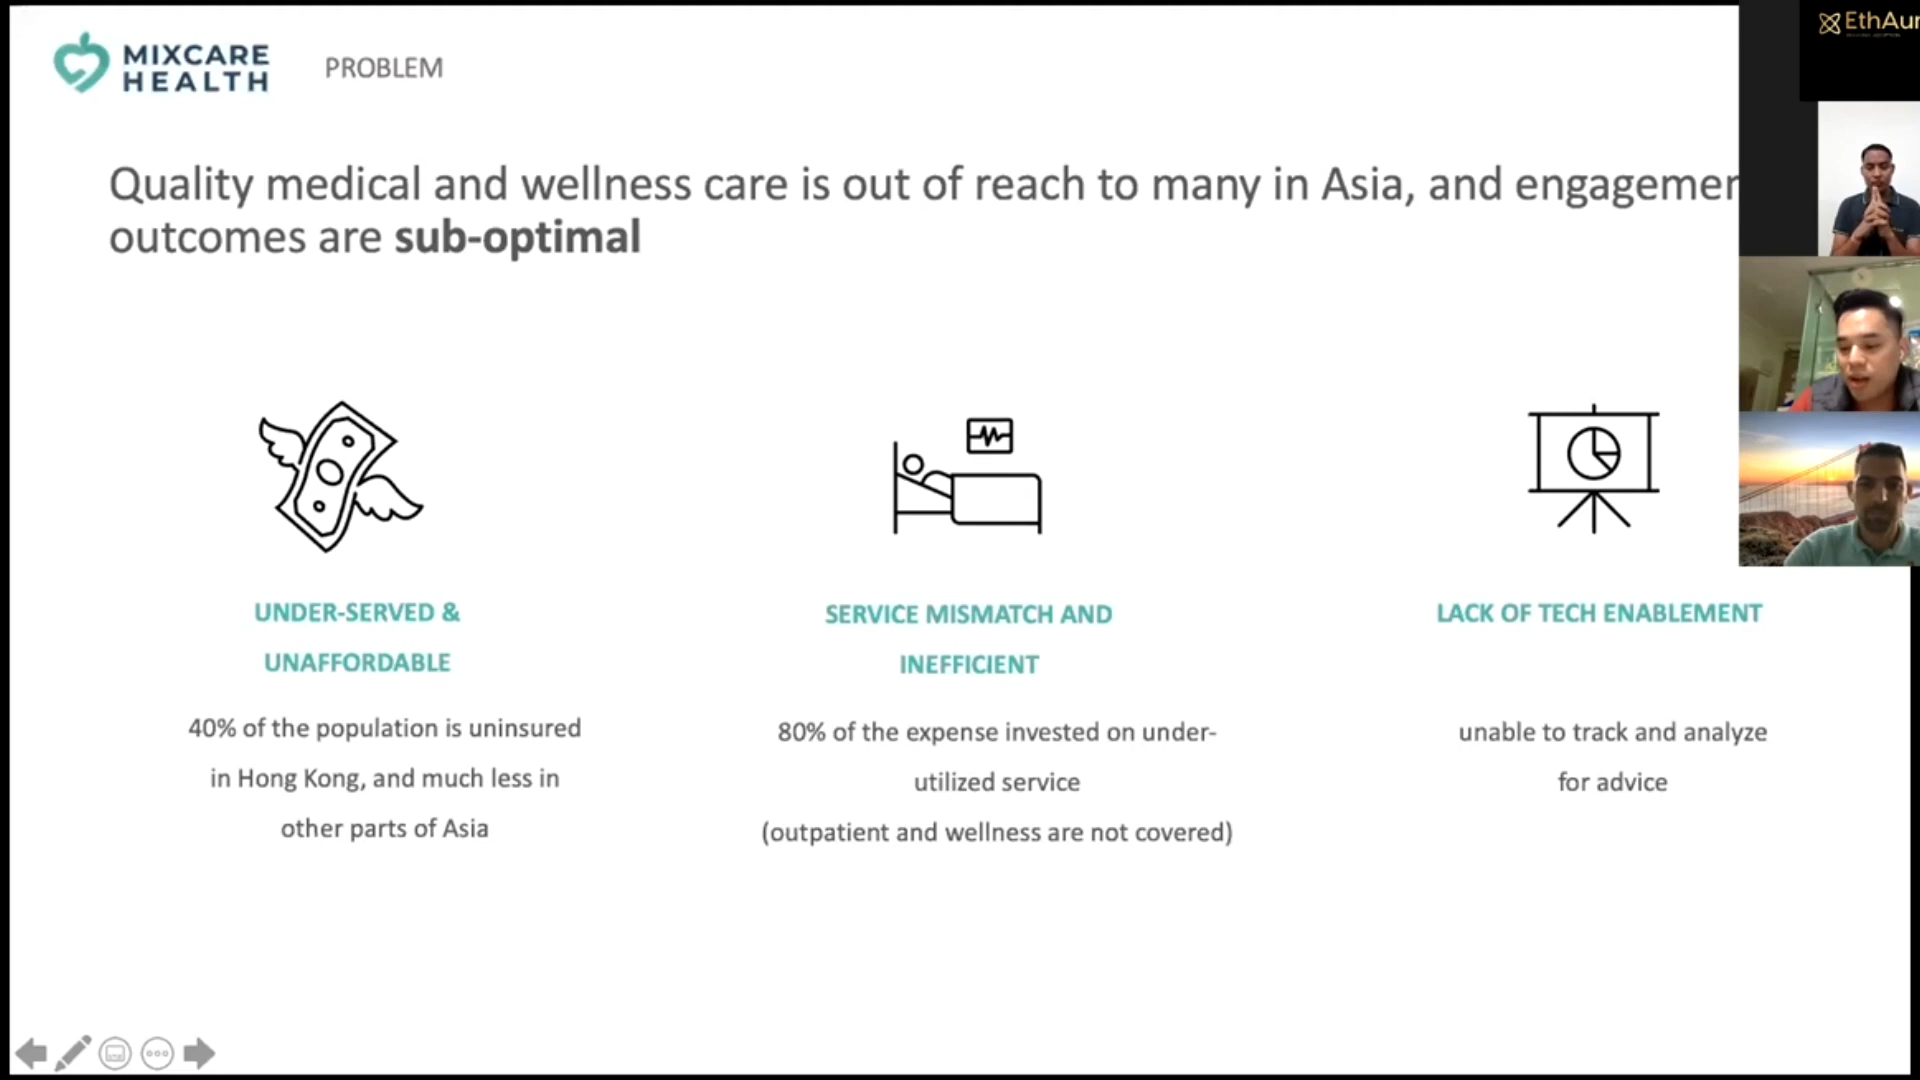 MIXCARE
HEALTH
PROBLEM
EthAur
Quality medical and wellness care is out of reach to many in Asia, and engagemen
outcomes are sub-optimal
UNDER-SERVED &
UNAFFORDABLE
40% of the population is uninsured
in Hong Kong, and much less in
other parts of Asia
SERVICE MISMATCH AND
INEFFICIENT
80% of the expense invested on under-
utilized service
(outpatient and wellness are not covered)
LACK OF TECH ENABLEMENT
unable to track and analyze
for advice